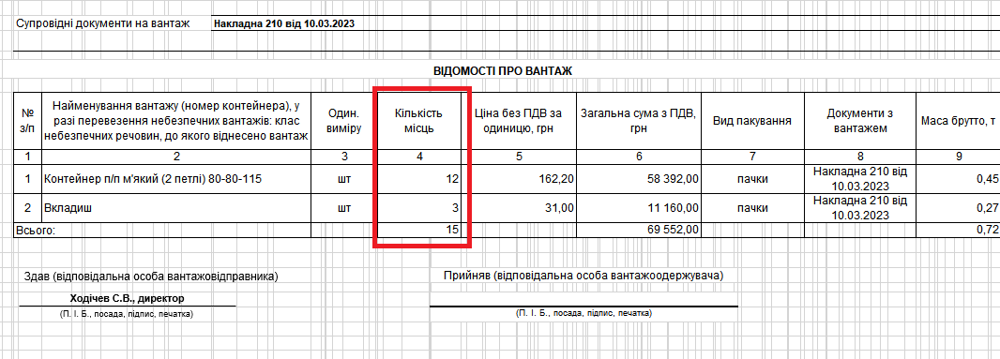 Супровідні документи на вантаж Накладна 210 від 10.03.2023
ВІДОМОСТІ ПРО ВАНТАЖ
№ з/п Найменування вантажу (номер контейнера), у разі перевезення небезпечних вантажів: клас небезпечних речовин, до якого віднесено вантаж Один. виміру Кількість місць Ціна без ПДВ за одиницю, грн Загальна сума з ПДВ, грн Вид пакування Документи з вантажем Маса брутто, т
1 2 3 4 5 6 7 8 9
1 Контейнер п/п м'який (2 петлі) 80-80-115 шт 12 162,20 58 392,00 пачки Накладна 210 від 10.03.2023 0,45
2 Вкладиш шт 3 31,00 11 160,00 пачки Накладна 210 від 10.03.2023 0,27
Всього: 15 69 552,00 0,72
Здав (відповідальна особа вантажовідправника) Прийняв (відповідальна особа вантажоодержувача)
Ходічев С.В., директор
(П. І. Б., посада, підпис, печатка) (П. І. Б., посада, підпис, печатка)